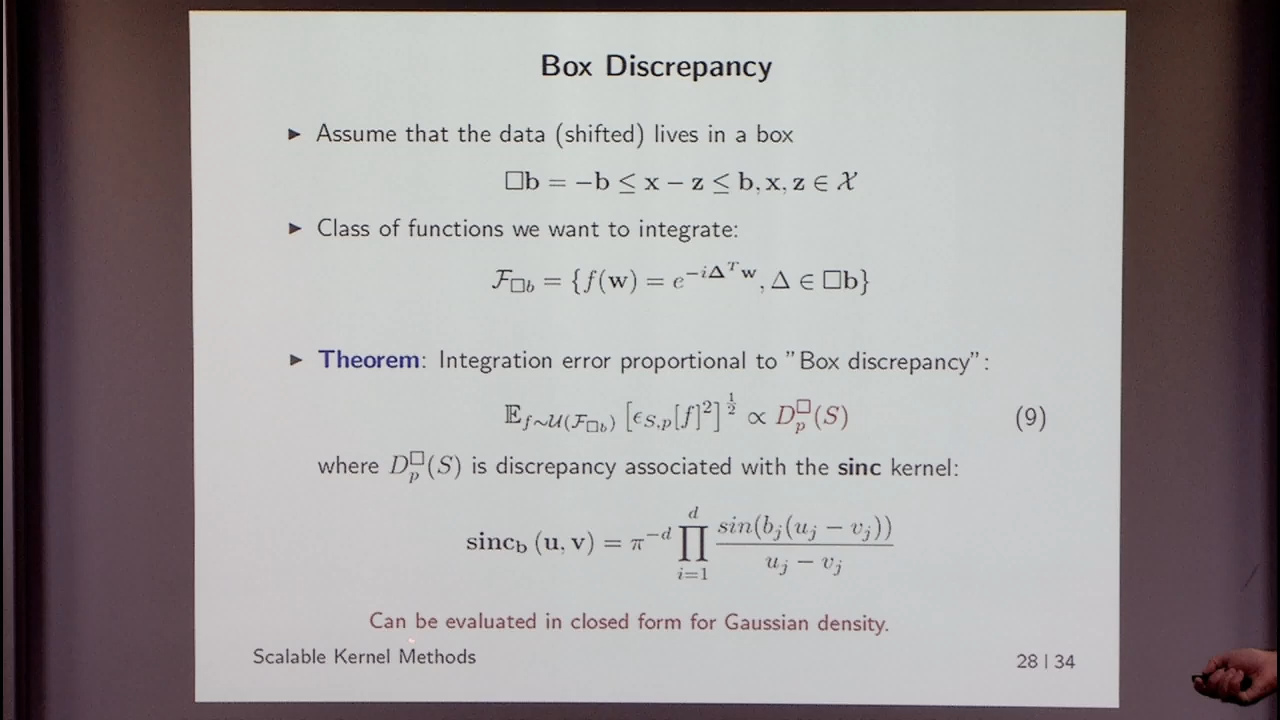 Box Discrepancy
▶ Assume that the data (shifted) lives in a box
□b = −b ≤ x − z ≤ b, x, z ∈ 𝒳
▶ Class of functions we want to integrate:
ℱ_{□b} = {f(w) = e^{−iΔ^T w}, Δ ∈ □b}
▶ Theorem: Integration error proportional to "Box discrepancy":
𝔼_{f∼𝒰(ℱ_{□b})} [ϵ_{S,p}[f]^2]^{1/2} ∝ D_p^□(S) (9)
where D_p^□(S) is discrepancy associated with the sinc kernel:
sinc_b (u, v) = π^{−d} ∏_{i=1}^{d} sin(b_j(u_j − v_j)) / (u_j − v_j)
Can be evaluated in closed form for Gaussian density.
Scalable Kernel Methods 28 | 34